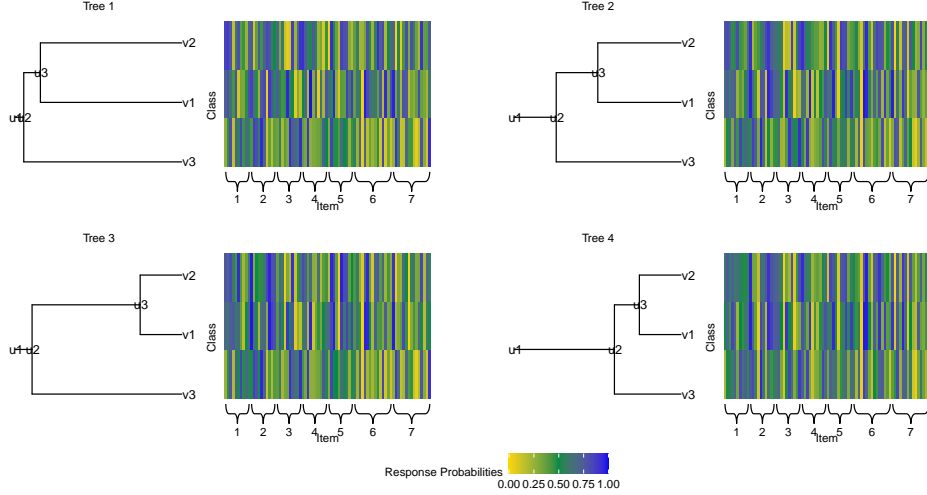 Tree 1
v2
u3
v1
u1
u2
v3
Class
1 2 3 4 5 6 7
Item
Tree 2
v2
u3
v1
u1
u2
v3
Class
1 2 3 4 5 6 7
Item
Tree 3
v2
u3
v1
u1
u2
v3
Class
1 2 3 4 5 6 7
Item
Tree 4
v2
u3
v1
u1
u2
v3
Class
1 2 3 4 5 6 7
Item
Response Probabilities
0.00 0.25 0.50 0.75 1.00